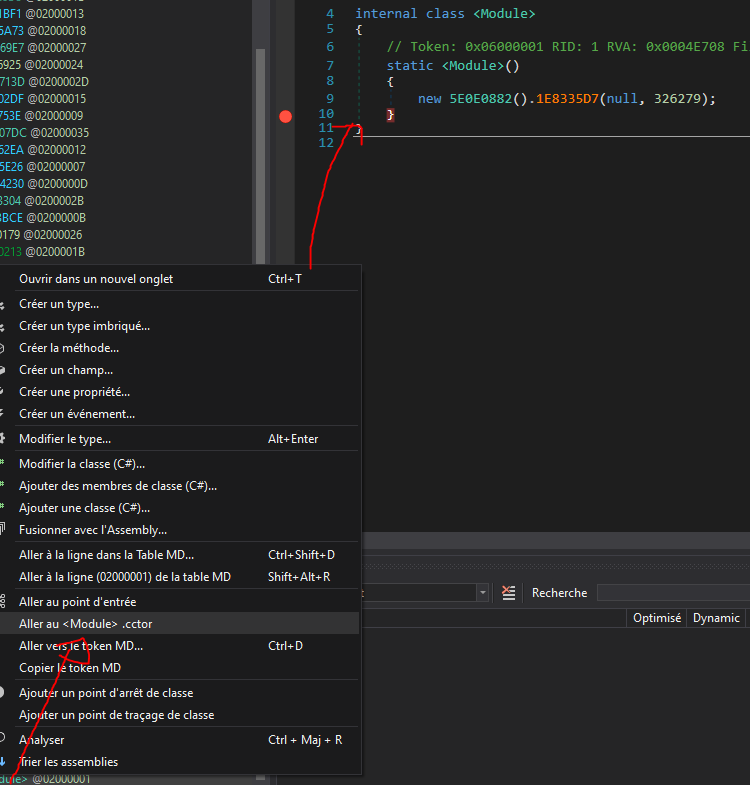 1BF1 @02000013
5A73 @02000018
69E7 @02000027
6925 @02000024
713D @0200002D
02DF @02000015
753E @02000009
07DC @02000035
62EA @02000012
5E26 @02000007
4230 @0200000D
8304 @0200002B
BBCE @0200000B
0179 @02000026
0213 @0200001B
4 internal class <Module>
5 {
6 // Token: 0x06000001 RID: 1 RVA: 0x0004E708 Fi
7 static <Module>()
8 {
9 new 5E0E0882().1E8335D7(null, 326279);
10 }
11 }
12
Ouvrir dans un nouvel onglet Ctrl+T
Créer un type...
Créer un type imbriqué...
Créer la méthode...
Créer un champ...
Créer une propriété...
Créer un événement...
Modifier le type... Alt+Enter
Modifier la classe (C#)...
Ajouter des membres de classe (C#)...
Ajouter une classe (C#)...
Fusionner avec l'Assembly...
Aller à la ligne dans la Table MD... Ctrl+Shift+D
Aller à la ligne (02000001) de la table MD Shift+Alt+R
Aller au point d'entrée
Aller au <Module> .cctor
Aller vers le token MD... Ctrl+D
Copier le token MD
Ajouter un point d'arrêt de classe
Ajouter un point de traçage de classe
Analyser Ctrl + Maj + R
Trier les assemblies
dule> @02000001
Recherche
Optimisé Dynamic